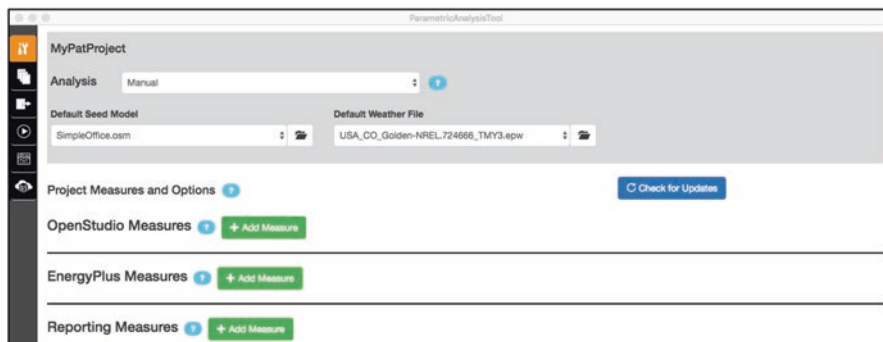 ParametricAnalysisTool
MyPatProject
Analysis Manual ?
Default Seed Model Default Weather File
SimpleOffice.osm USA_CO_Golden-NREL.724666_TMY3.epw
Project Measures and Options ? Check for Updates
OpenStudio Measures ? + Add Measure
EnergyPlus Measures ? + Add Measure
Reporting Measures ? + Add Measure